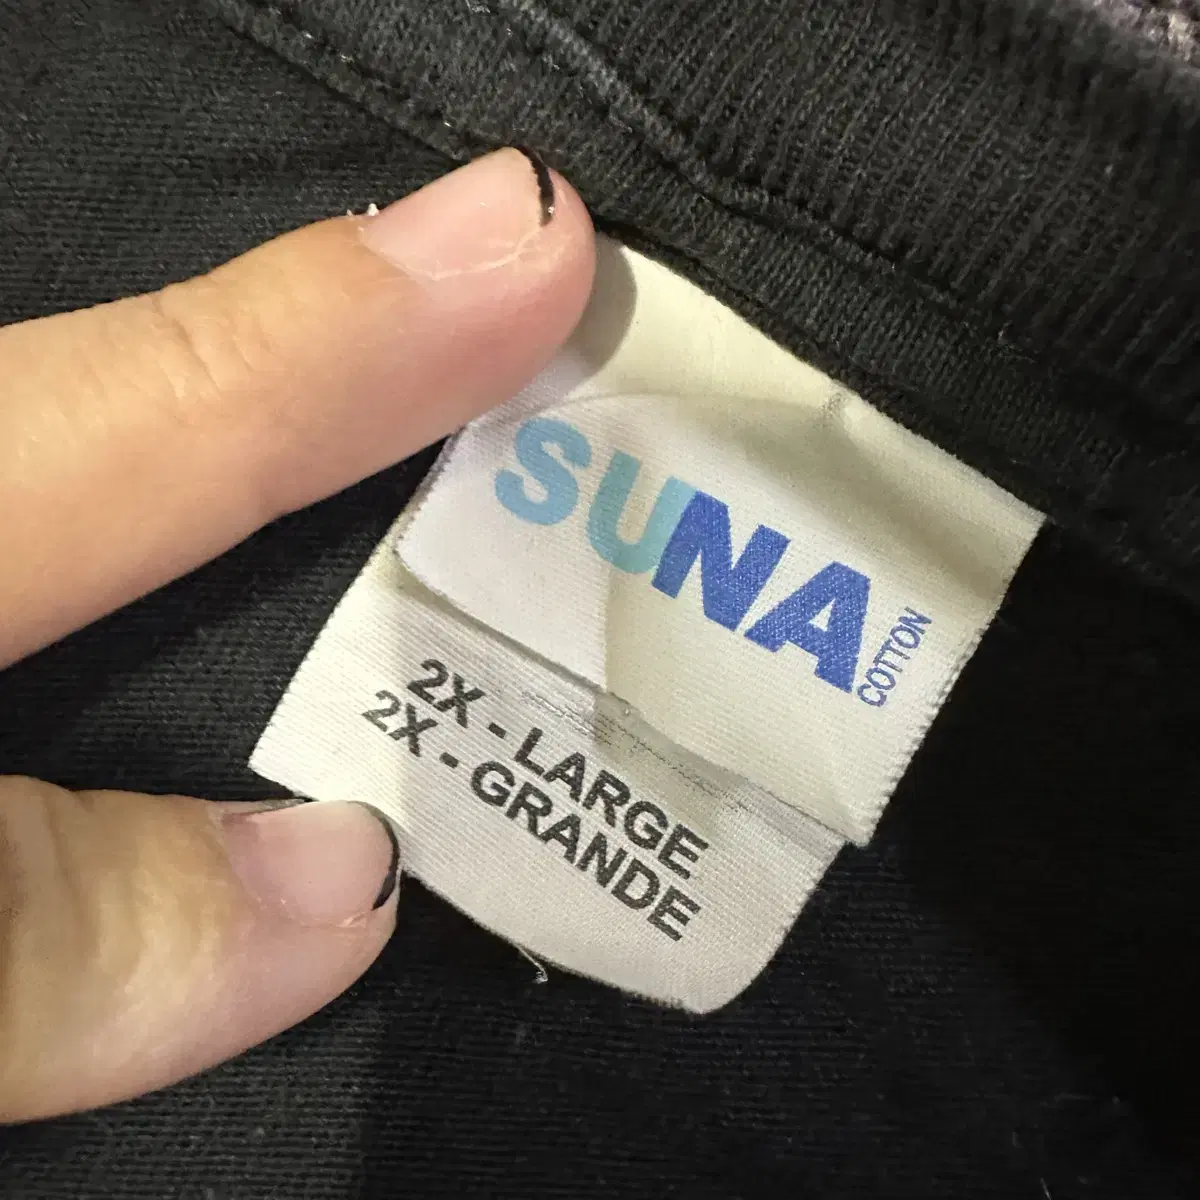 SUNA
COTTON
2X - LARGE
2X - GRANDE